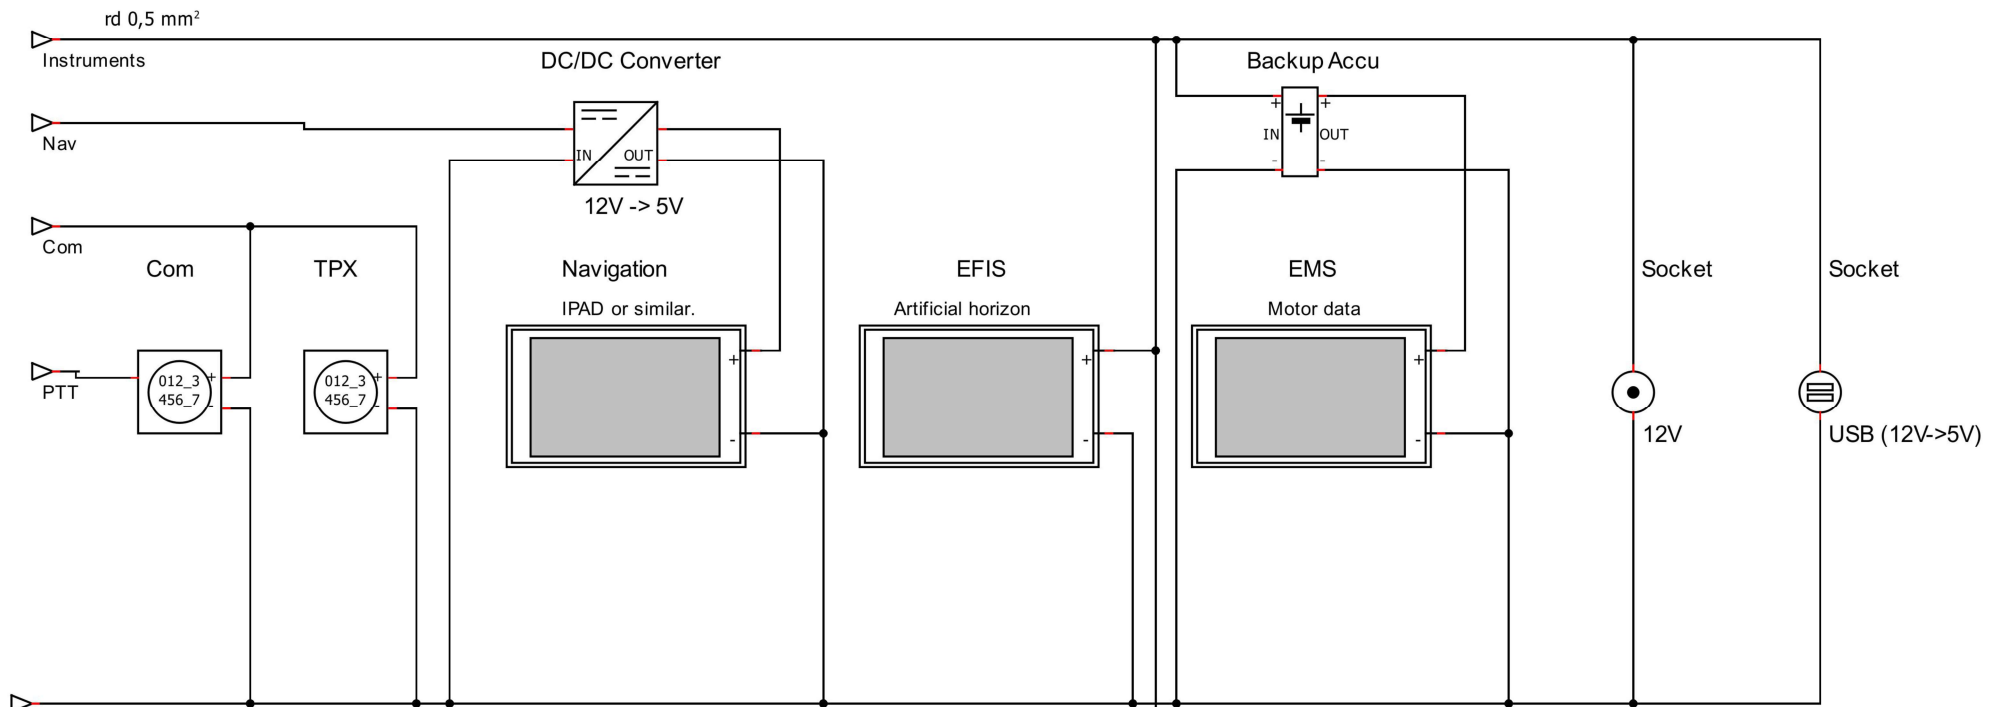 rd 0,5 mm²
Instruments
DC/DC Converter
Backup Accu
+ +
IN OUT
- -
Nav
IN OUT
12V -> 5V
Com
Com
TPX
Navigation
EFIS
EMS
Socket
Socket
IPAD or similar.
Artificial horizon
Motor data
+
+
+
PTT
012_3 +
456_7 -
012_3 +
456_7 -
-
-
-
12V
USB (12V->5V)